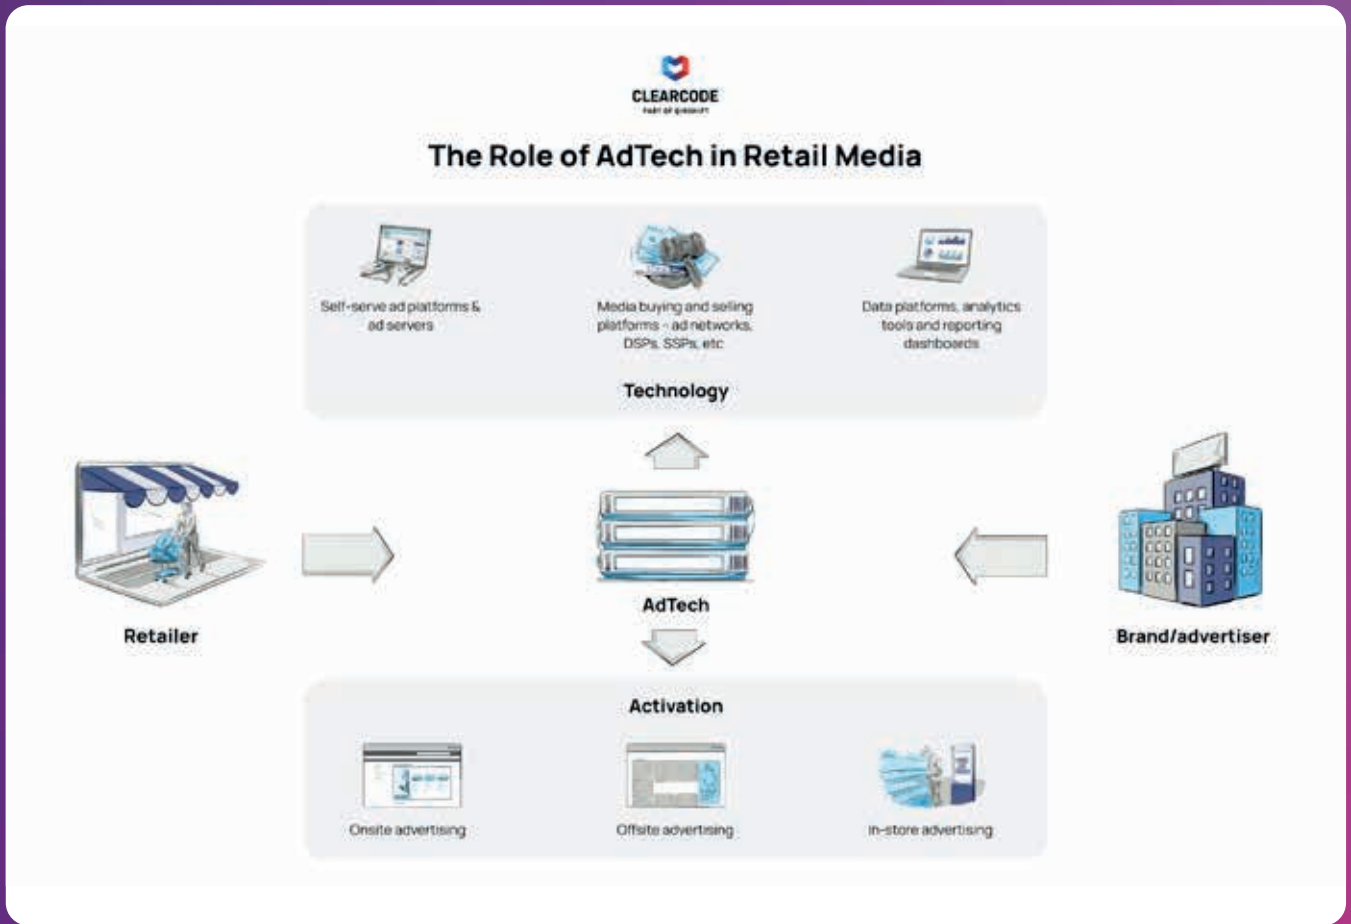 CLEARCODE
The Role of AdTech in Retail Media
Self-serve ad platforms &
ad servers
Media buying and selling
platforms – ad networks,
DSPs, SSPs, etc
Data platforms, analytics
tools and reporting
dashboards
Technology
Retailer
AdTech
Brand/advertiser
Activation
Onsite advertising
Offsite advertising
In-store advertising